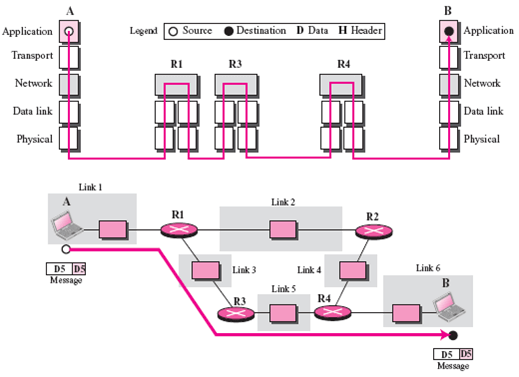 A
B
Application
Legend
Source
Destination D Data H Header
Application
Transport
R1
R3
R4
Transport
Network
Network
Data link
Data link
Physical
Physical
Link 1
A
Link 2
R1
R2
D5 D5
Message
Link 3
Link 4
Link 6
B
Link 5
R3
R4
D5 D5
Message